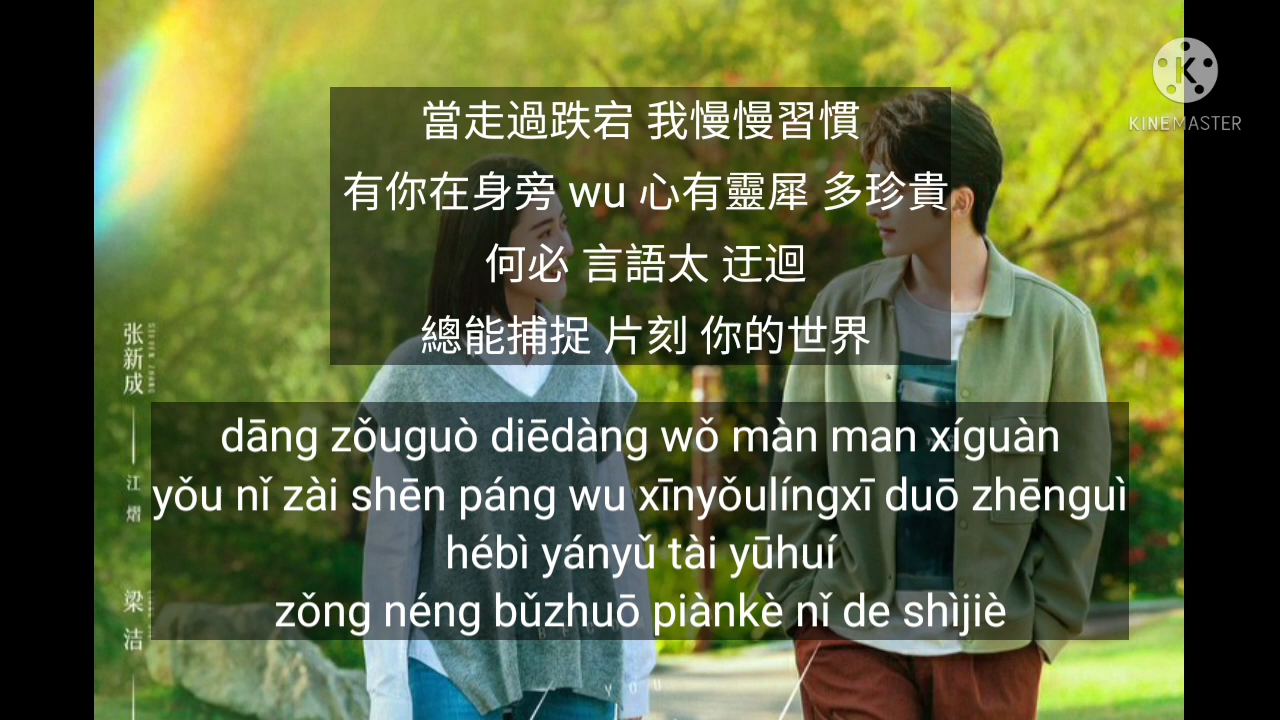 當走過跌宕 我慢慢習慣
有你在身旁 wu 心有靈犀 多珍貴
何必 言語太 迂迴
總能捕捉 片刻 你的世界
dāng zǒuguò diēdàng wǒ màn man xíguàn
yǒu nǐ zài shēn páng wu xīnyǒulíngxī duō zhēnguì
hébì yányǔ tài yūhuí
zǒng néng bǔzhuō piànkè nǐ de shìjiè
KINEMASTER
张新成
江熠
梁洁
YOU